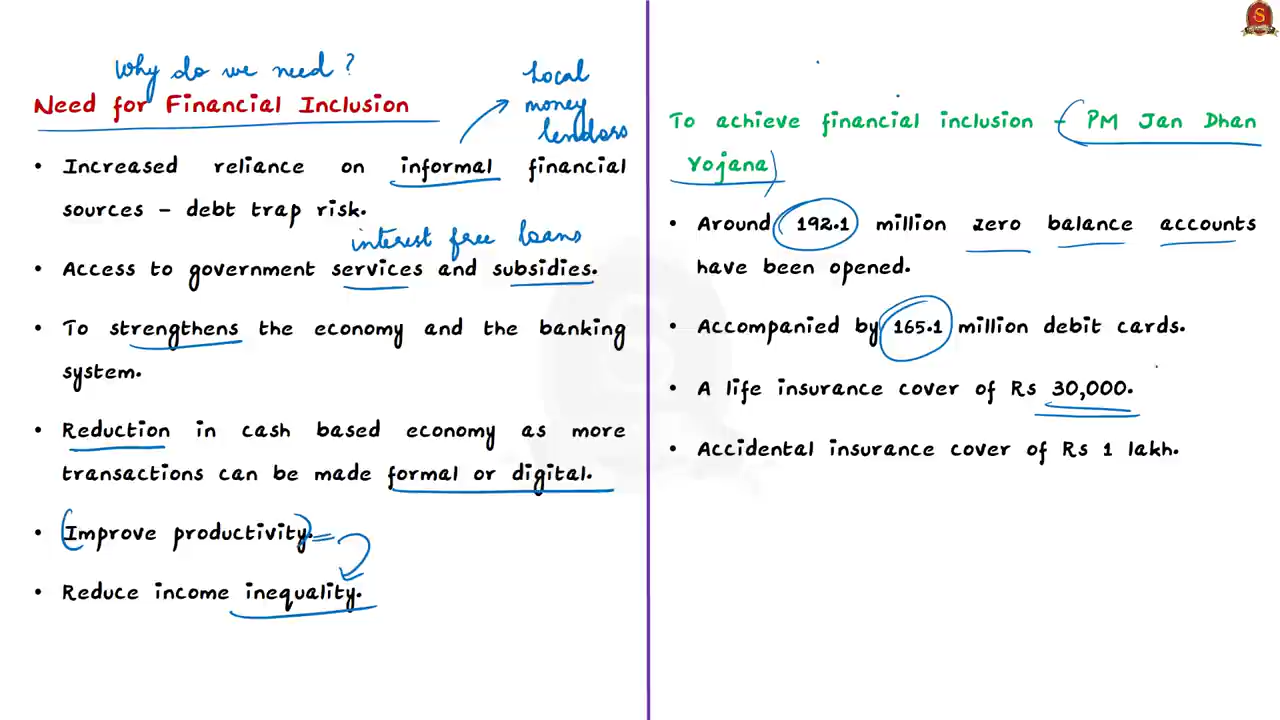 Why do we need?
Need for Financial Inclusion
Local
money
lenders
• Increased reliance on informal financial
sources – debt trap risk.
interest free loans
• Access to government services and subsidies.
• To strengthens the economy and the banking
system.
• Reduction in cash based economy as more
transactions can be made formal or digital.
• (Improve productivity).
• Reduce income inequality.
To achieve financial inclusion - (PM Jan Dhan
Yojana)
• Around 192.1 million zero balance accounts
have been opened.
• Accompanied by 165.1 million debit cards.
• A life insurance cover of Rs 30,000.
• Accidental insurance cover of Rs 1 lakh.